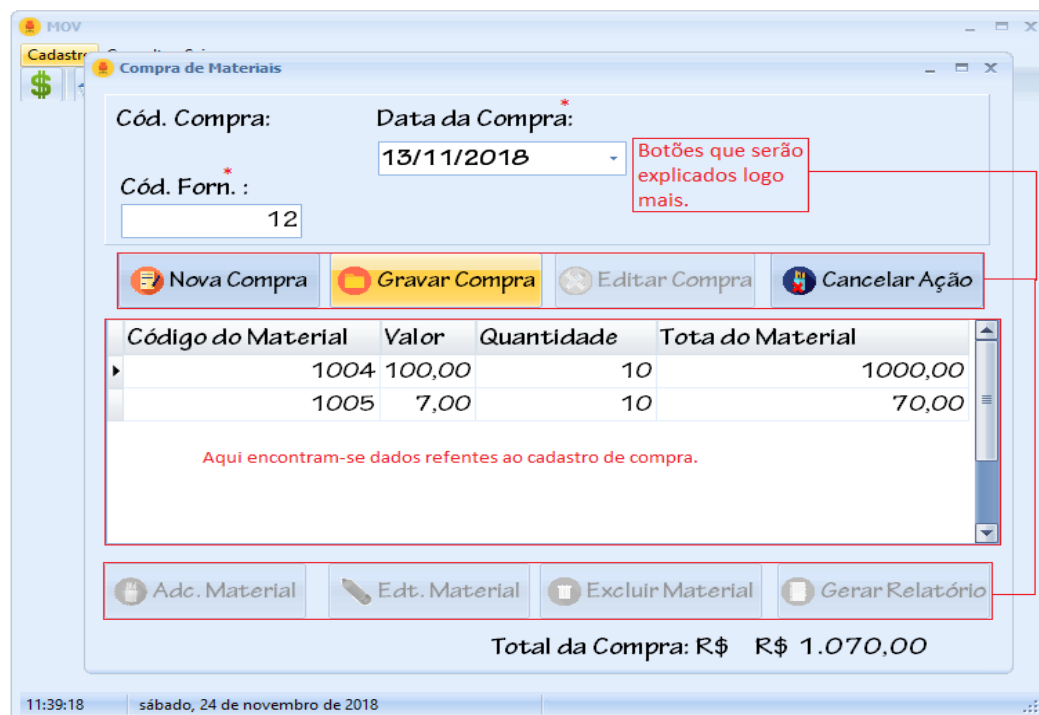 MOV
Cadastro
Compra de Materiais
Cód. Compra:
Data da Compra:
*
13/11/2018
Botões que serão
explicados logo
mais.
Cód. Forn. :
*
12
Nova Compra
Gravar Compra
Editar Compra
Cancelar Ação
Código do Material Valor Quantidade Tota do Material
1004 100,00 10 1000,00
1005 7,00 10 70,00
Aqui encontram-se dados refentes ao cadastro de compra.
Adc. Material
Edt. Material
Excluir Material
Gerar Relatório
Total da Compra: R$ R$ 1.070,00
11:39:18 sábado, 24 de novembro de 2018